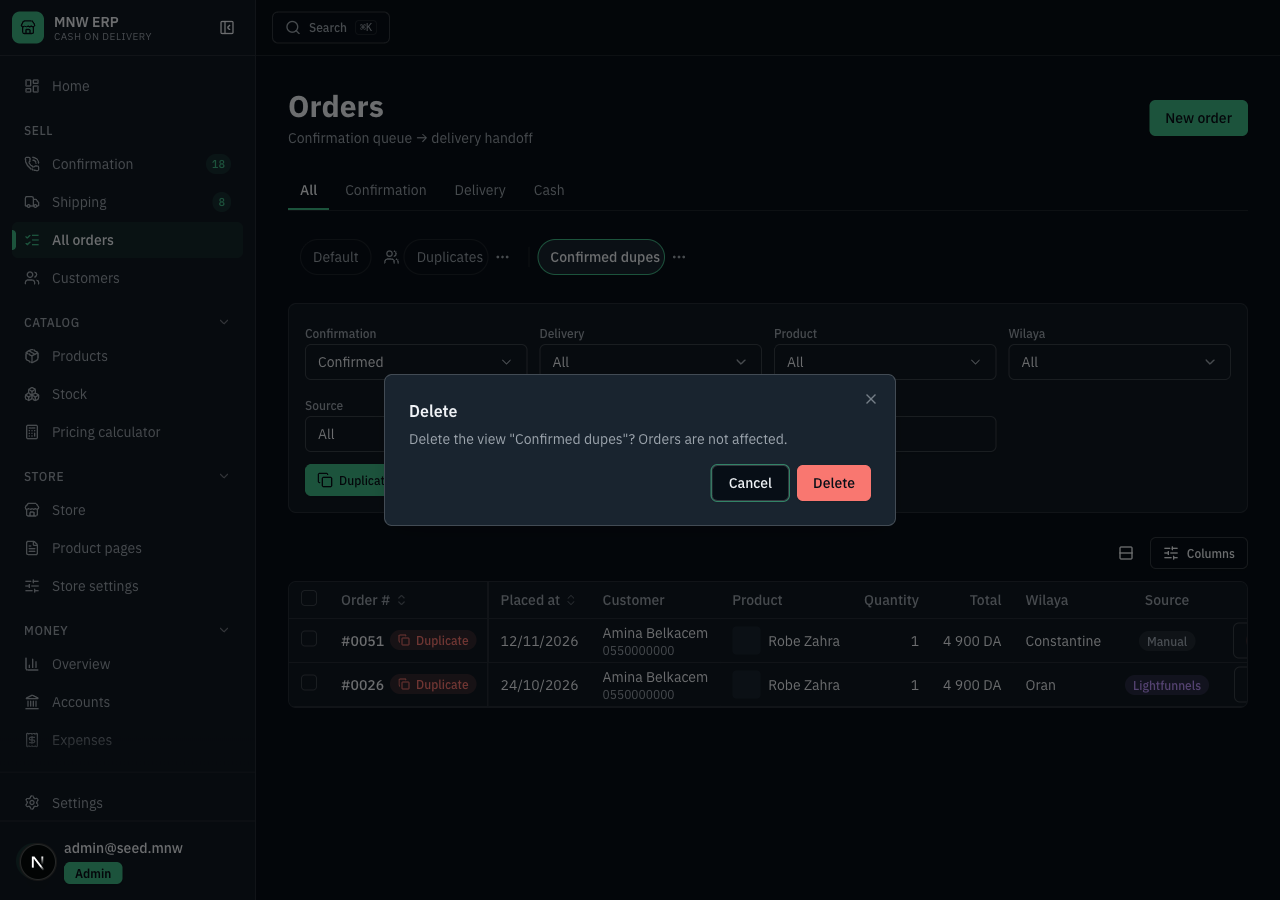 MNW ERP
CASH ON DELIVERY
Search ⌘K
Home
SELL
Confirmation 18
Shipping 8
All orders
Customers
CATALOG
Products
Stock
Pricing calculator
STORE
Store
Product pages
Store settings
MONEY
Overview
Accounts
Expenses
Settings
N
admin@seed.mnw
Admin
Orders
Confirmation queue → delivery handoff
New order
All Confirmation Delivery Cash
Default Duplicates ··· Confirmed dupes ···
Confirmation Delivery Product Wilaya
Confirmed All All All
Source
All
Delete
Delete the view "Confirmed dupes"? Orders are not affected.
Cancel Delete
Columns
Order # Placed at Customer Product Quantity Total Wilaya Source
#0051 Duplicate 12/11/2026 Amina Belkacem Robe Zahra 1 4 900 DA Constantine Manual
0550000000
#0026 Duplicate 24/10/2026 Amina Belkacem Robe Zahra 1 4 900 DA Oran Lightfunnels
0550000000